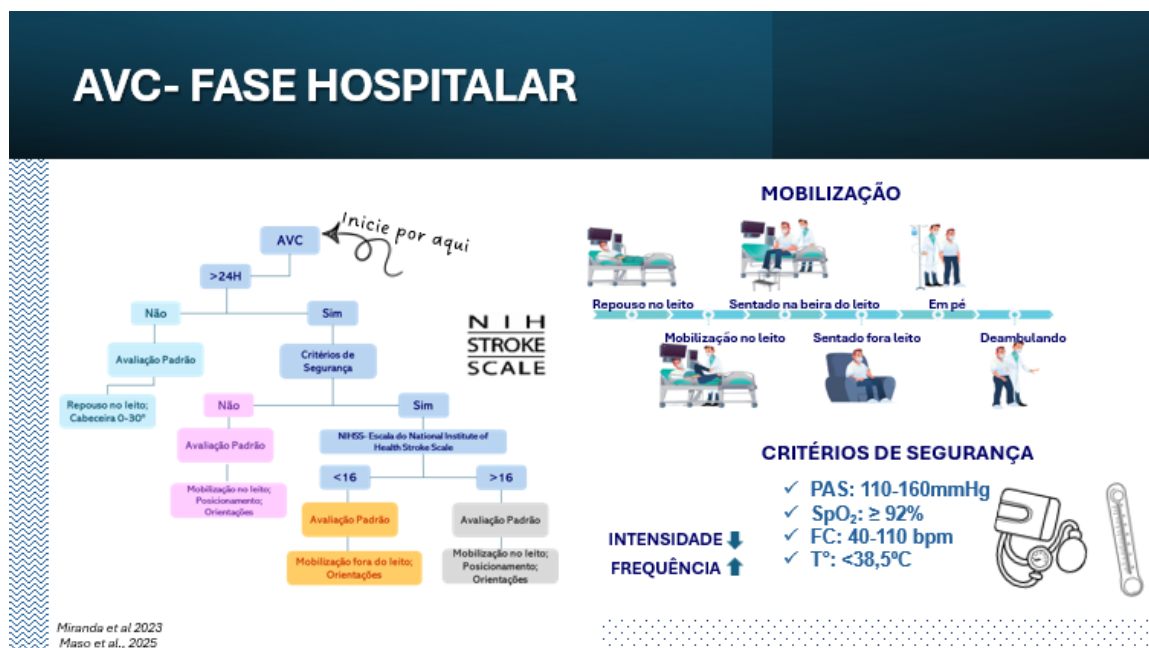 AVC- FASE HOSPITALAR
AVC
Inicie por aqui
>24H
Não
Sim
Avaliação Padrão
Critérios de
Segurança
Repouso no leito;
Cabeceira 0-30º
Não
Sim
Avaliação Padrão
NIHSS- Escala do National Institute of
Health Stroke Scale
Mobilização no leito;
Posicionamento;
Orientações
<16
>16
Avaliação Padrão
Avaliação Padrão
Mobilização fora do leito;
Orientações
Mobilização no leito;
Posicionamento;
Orientações
NIH
STROKE
SCALE
MOBILIZAÇÃO
Repouso no leito
Sentado na beira do leito
Em pé
Mobilização no leito
Sentado fora leito
Deambulando
CRITÉRIOS DE SEGURANÇA
✓ PAS: 110-160mmHg
✓ SpO₂: ≥ 92%
✓ FC: 40-110 bpm
✓ Tº: <38,5ºC
INTENSIDADE
FREQUÊNCIA
Miranda et al 2023
Maso et al., 2025